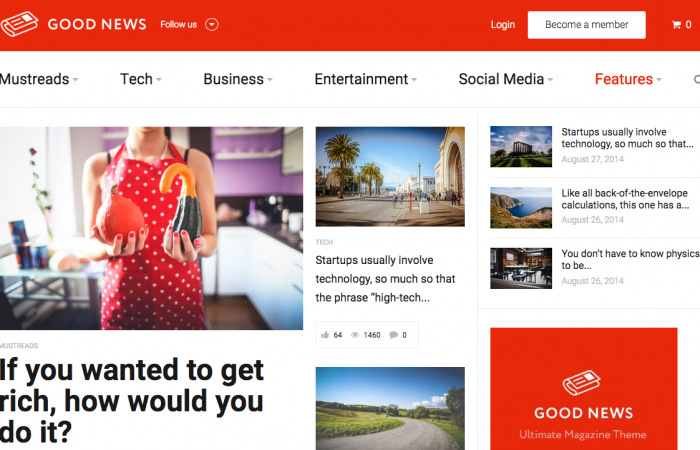 GOOD NEWS
Follow us
Login
Become a member
0
Mustreads
Tech
Business
Entertainment
Social Media
Features
MUSTREADS
If you wanted to get
rich, how would you
do it?
TECH
Startups usually involve
technology, so much so that
the phrase “high-tech...
64
1460
0
Startups usually involve
technology, so much so that...
August 27, 2014
Like all back-of-the-envelope
calculations, this one has a...
August 26, 2014
You don't have to know physics
to be...
August 26, 2014
GOOD NEWS
Ultimate Magazine Theme